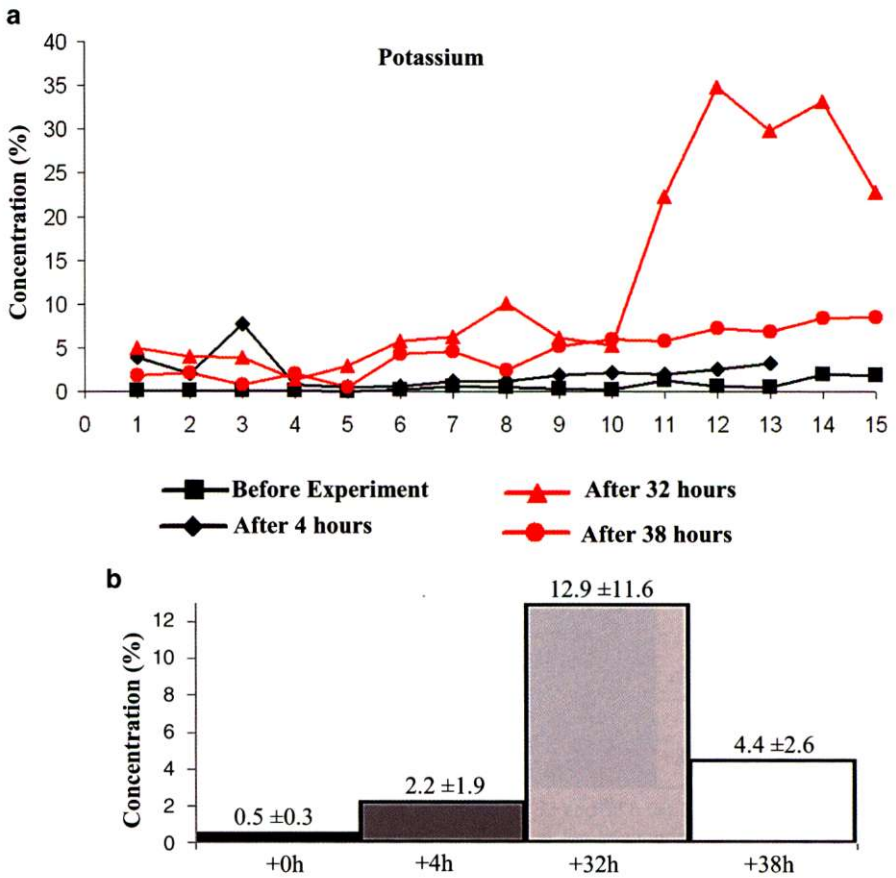 a
Potassium
Concentration (%)
40
35
30
25
20
15
10
5
0
0 1 2 3 4 5 6 7 8 9 10 11 12 13 14 15
Before Experiment
After 32 hours
After 4 hours
After 38 hours
b
Concentration (%)
12
10
8
6
4
2
0
0.5 ±0.3
2.2 ±1.9
12.9 ±11.6
4.4 ±2.6
+0h +4h +32h +38h